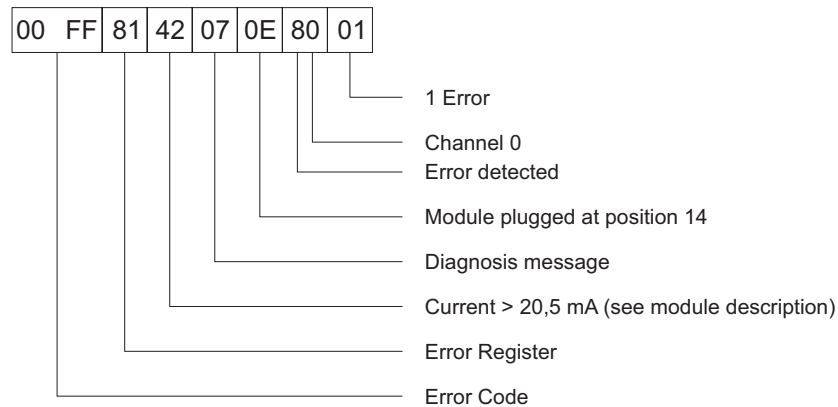 00 FF 81 42 07 0E 80 01
1 Error
Channel 0
Error detected
Module plugged at position 14
Diagnosis message
Current > 20,5 mA (see module description)
Error Register
Error Code